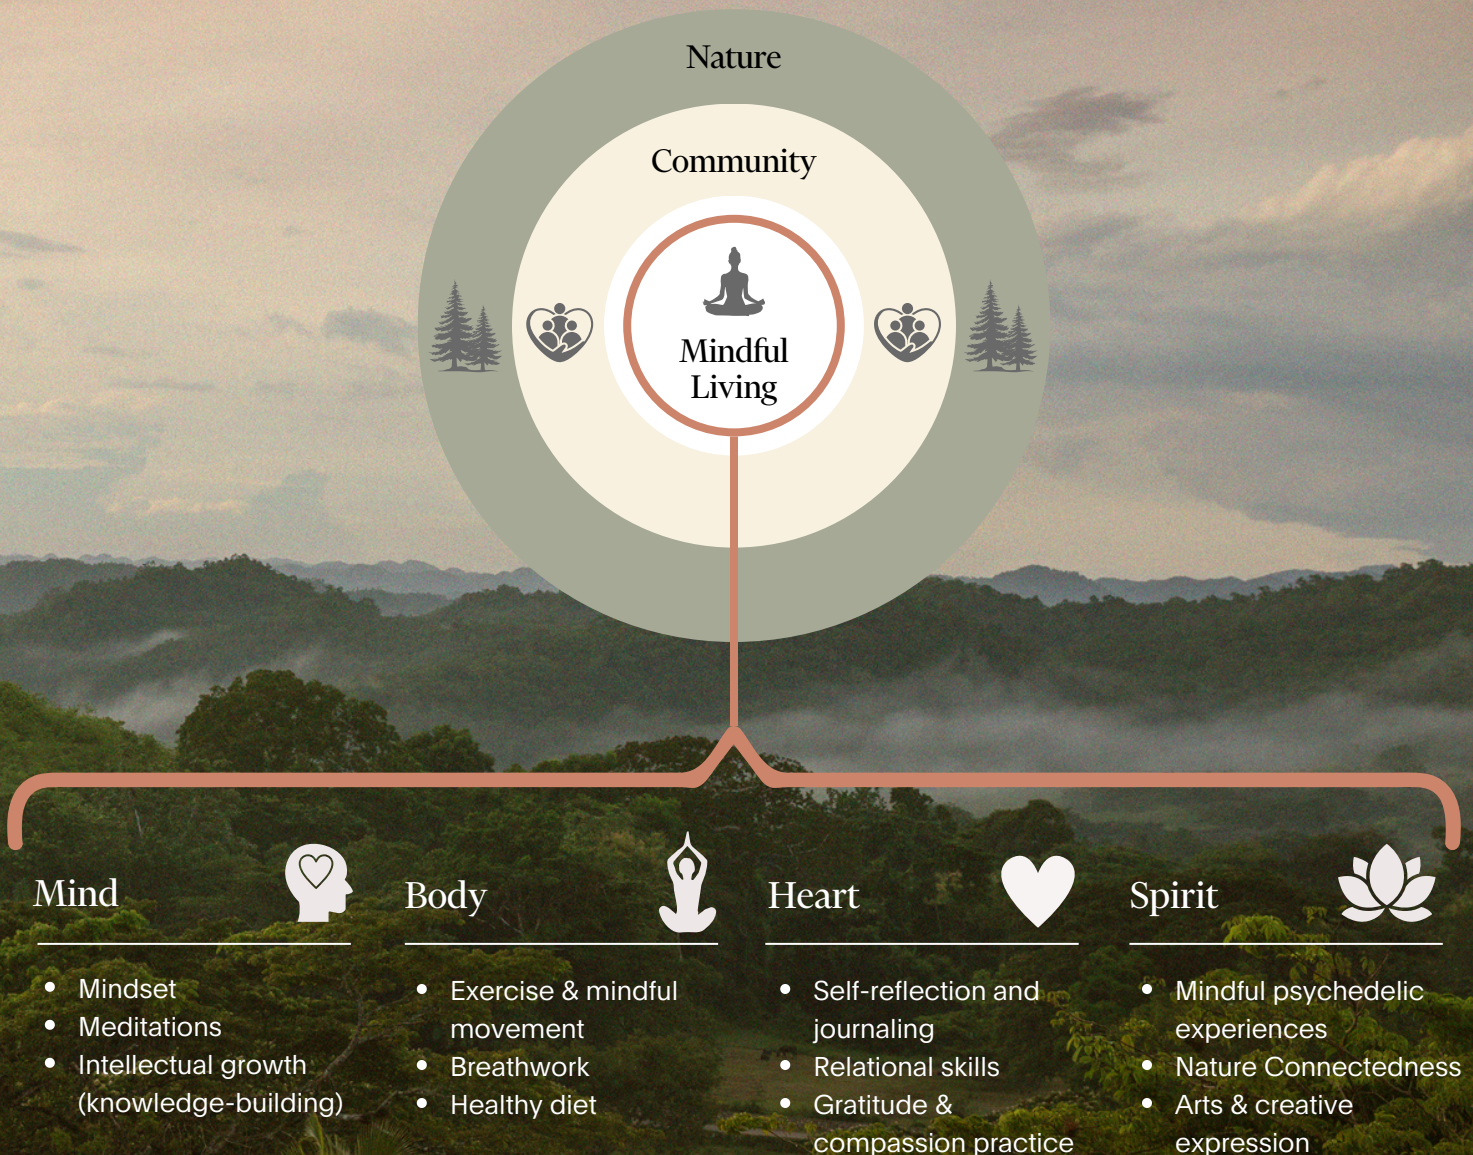 Nature
Community
Mindful
Living
Mind
Mindset
Meditations
Intellectual growth
(knowledge-building)
Body
Exercise & mindful
movement
Breathwork
Healthy diet
Heart
Self-reflection and
journaling
Relational skills
Gratitude &
compassion practice
Spirit
Mindful psychedelic
experiences
Nature Connectedness
Arts & creative
expression